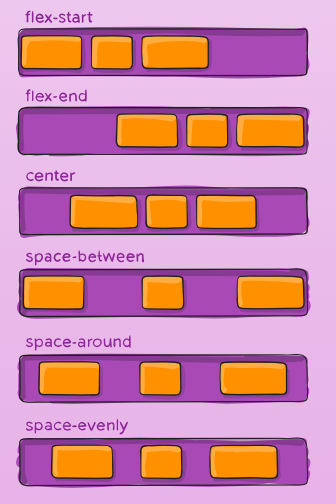 flex-start
flex-end
center
space-between
space-around
space-evenly